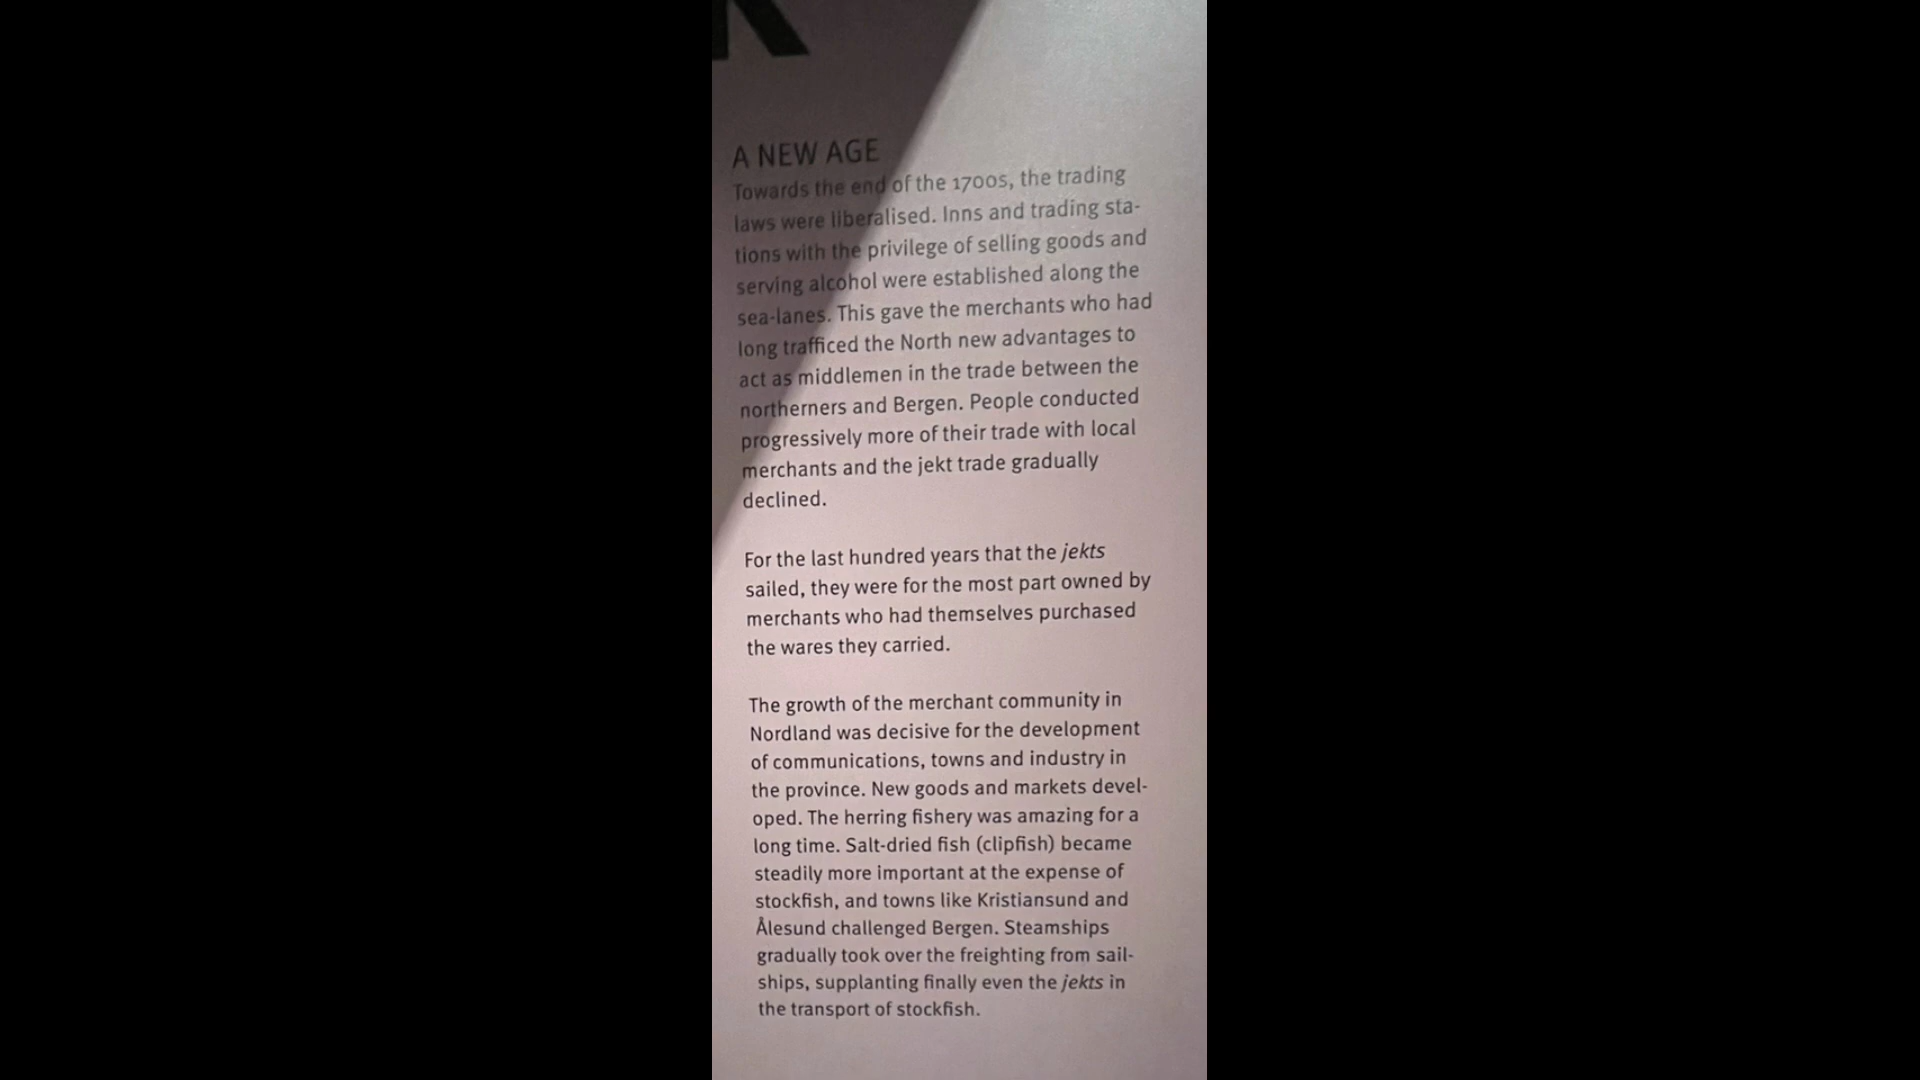 A NEW AGE
Towards the end of the 1700s, the trading
laws were liberalised. Inns and trading sta-
tions with the privilege of selling goods and
serving alcohol were established along the
sea-lanes. This gave the merchants who had
long trafficed the North new advantages to
act as middlemen in the trade between the
northerners and Bergen. People conducted
progressively more of their trade with local
merchants and the jekt trade gradually
declined.
For the last hundred years that the jekts
sailed, they were for the most part owned by
merchants who had themselves purchased
the wares they carried.
The growth of the merchant community in
Nordland was decisive for the development
of communications, towns and industry in
the province. New goods and markets devel-
oped. The herring fishery was amazing for a
long time. Salt-dried fish (clipfish) became
steadily more important at the expense of
stockfish, and towns like Kristiansund and
Ålesund challenged Bergen. Steamships
gradually took over the freighting from sail-
ships, supplanting finally even the jekts in
the transport of stockfish.